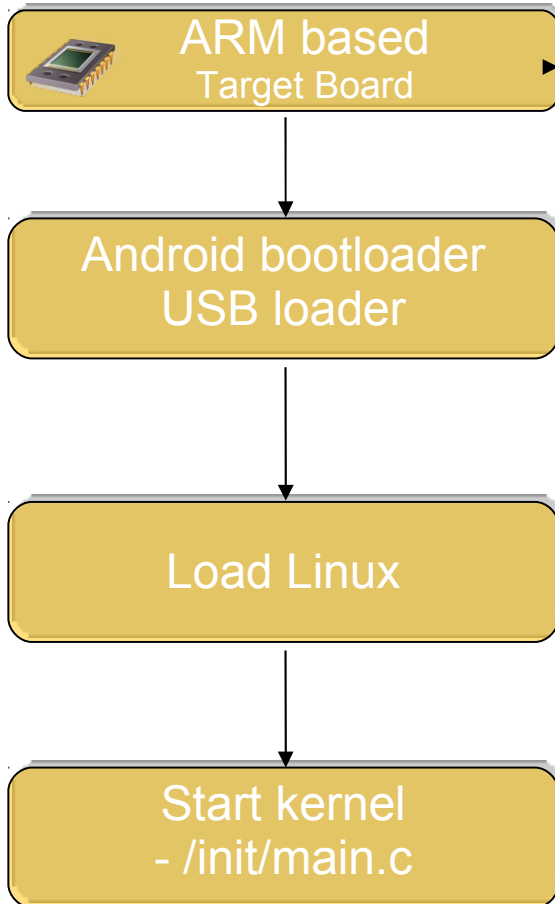 ARM based
Target Board
Android bootloader
USB loader
Load Linux
Start kernel
- /init/main.c